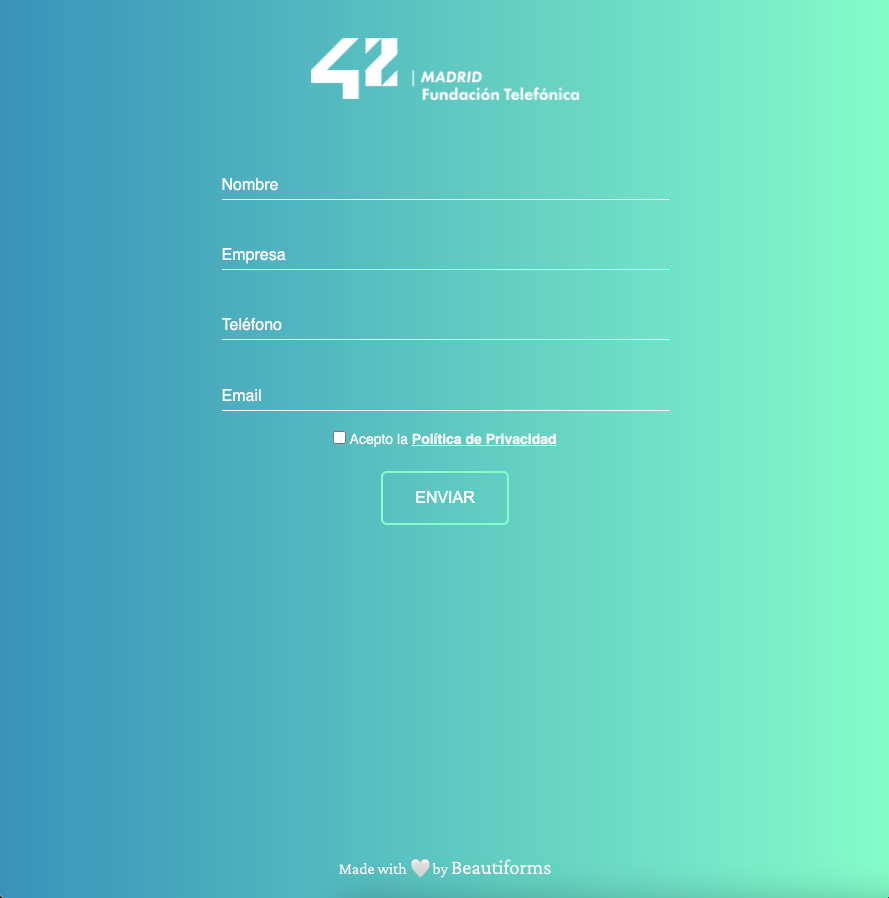 42 | MADRID
Fundación Telefónica
Nombre
Empresa
Teléfono
Email
Acepto la Política de Privacidad
ENVIAR
Made with 🤍 by Beautiforms